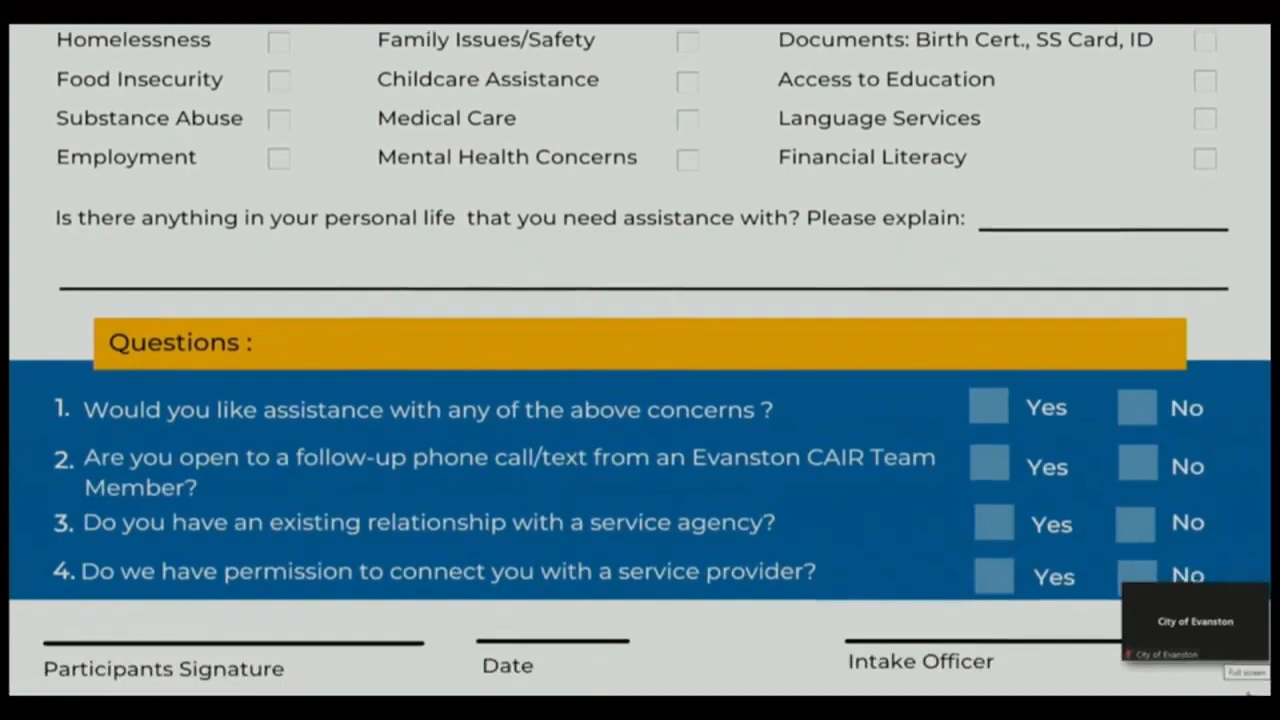 Homelessness Family Issues/Safety Documents: Birth Cert., SS Card, ID
Food Insecurity Childcare Assistance Access to Education
Substance Abuse Medical Care Language Services
Employment Mental Health Concerns Financial Literacy
Is there anything in your personal life that you need assistance with? Please explain:
Questions :
1. Would you like assistance with any of the above concerns ? Yes No
2. Are you open to a follow-up phone call/text from an Evanston CAIR Team
Member? Yes No
3. Do you have an existing relationship with a service agency? Yes No
4. Do we have permission to connect you with a service provider? Yes No
Participants Signature Date Intake Officer
City of Evanston
City of Evanston
Full screen